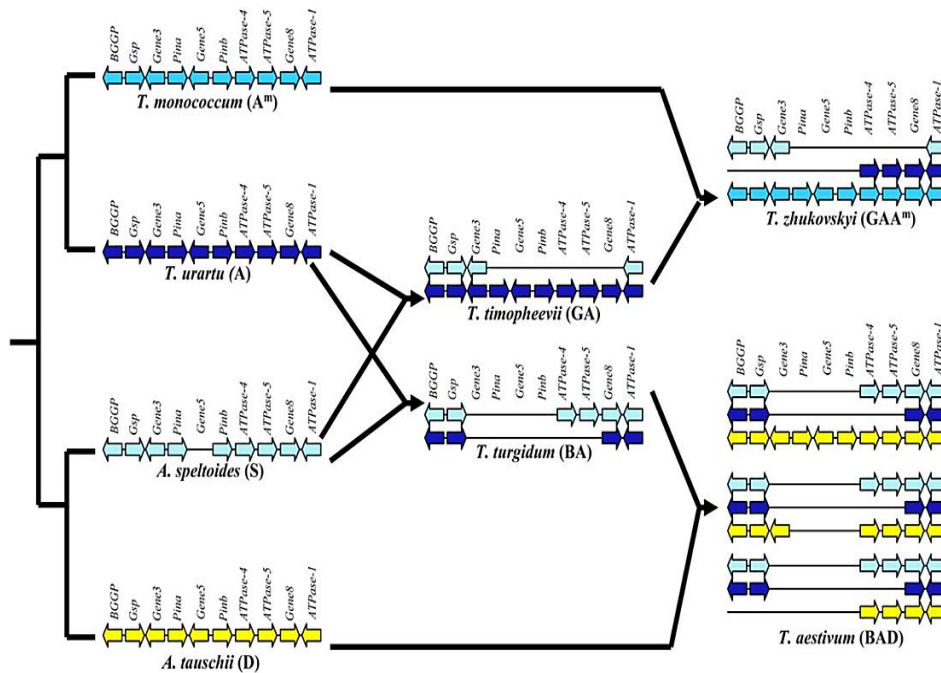 BGGP Gsp Gene3 Pina Gene5 Pinb ATPase-4 ATPase-5 Gene8 ATPase-1
T. monococcum (Aᵐ)
T. urartu (A)
BGGP Gsp Gene3 Pina Gene5 Pinb ATPase-4 ATPase-5 Gene8 ATPase-1
BGGP Gsp Gene3 Pina Gene5 Pinb ATPase-4 ATPase-5 Gene8 ATPase-1
A. speltoides (S)
BGGP Gsp Gene3 Pina Gene5 Pinb ATPase-4 ATPase-5 Gene8 ATPase-1
A. tauschii (D)
BGGP Gsp Gene3 Pina Gene5 Pinb ATPase-4 ATPase-5 Gene8 ATPase-1
T. timopheevii (GA)
BGGP Gsp Gene3 Pina Gene5 Pinb ATPase-4 ATPase-5 Gene8 ATPase-1
T. turgidum (BA)
BGGP Gsp Gene3 Pina Gene5 Pinb ATPase-4 ATPase-5 Gene8 ATPase-1
T. zhukovskyi (GAAᵐ)
BGGP Gsp Gene3 Pina Gene5 Pinb ATPase-4 ATPase-5 Gene8 ATPase-1
T. aestivum (BAD)